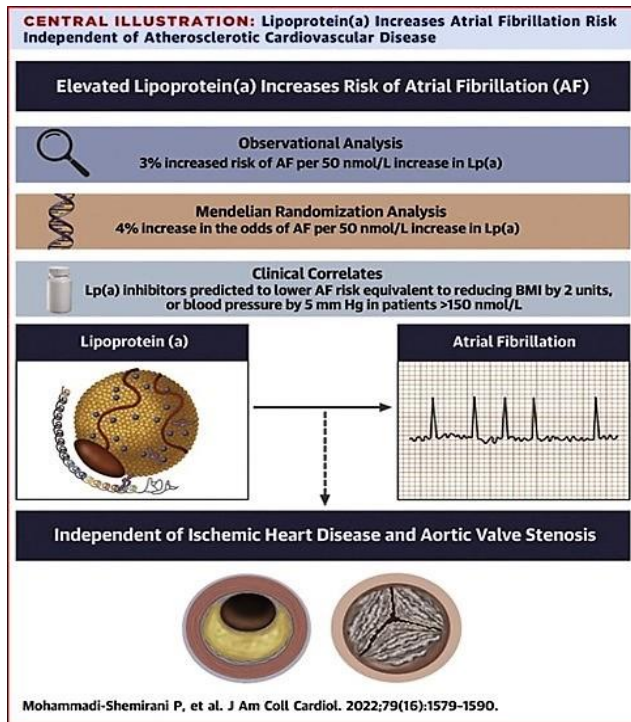 CENTRAL ILLUSTRATION: Lipoprotein(a) Increases Atrial Fibrillation Risk
Independent of Atherosclerotic Cardiovascular Disease
Elevated Lipoprotein(a) Increases Risk of Atrial Fibrillation (AF)
Observational Analysis
3% increased risk of AF per 50 nmol/L increase in Lp(a)
Mendelian Randomization Analysis
4% increase in the odds of AF per 50 nmol/L increase in Lp(a)
Clinical Correlates
Lp(a) inhibitors predicted to lower AF risk equivalent to reducing BMI by 2 units,
or blood pressure by 5 mm Hg in patients >150 nmol/L
Lipoprotein (a)
Atrial Fibrillation
Independent of Ischemic Heart Disease and Aortic Valve Stenosis
Mohammadi-Shemirani P, et al. J Am Coll Cardiol. 2022;79(16):1579-1590.